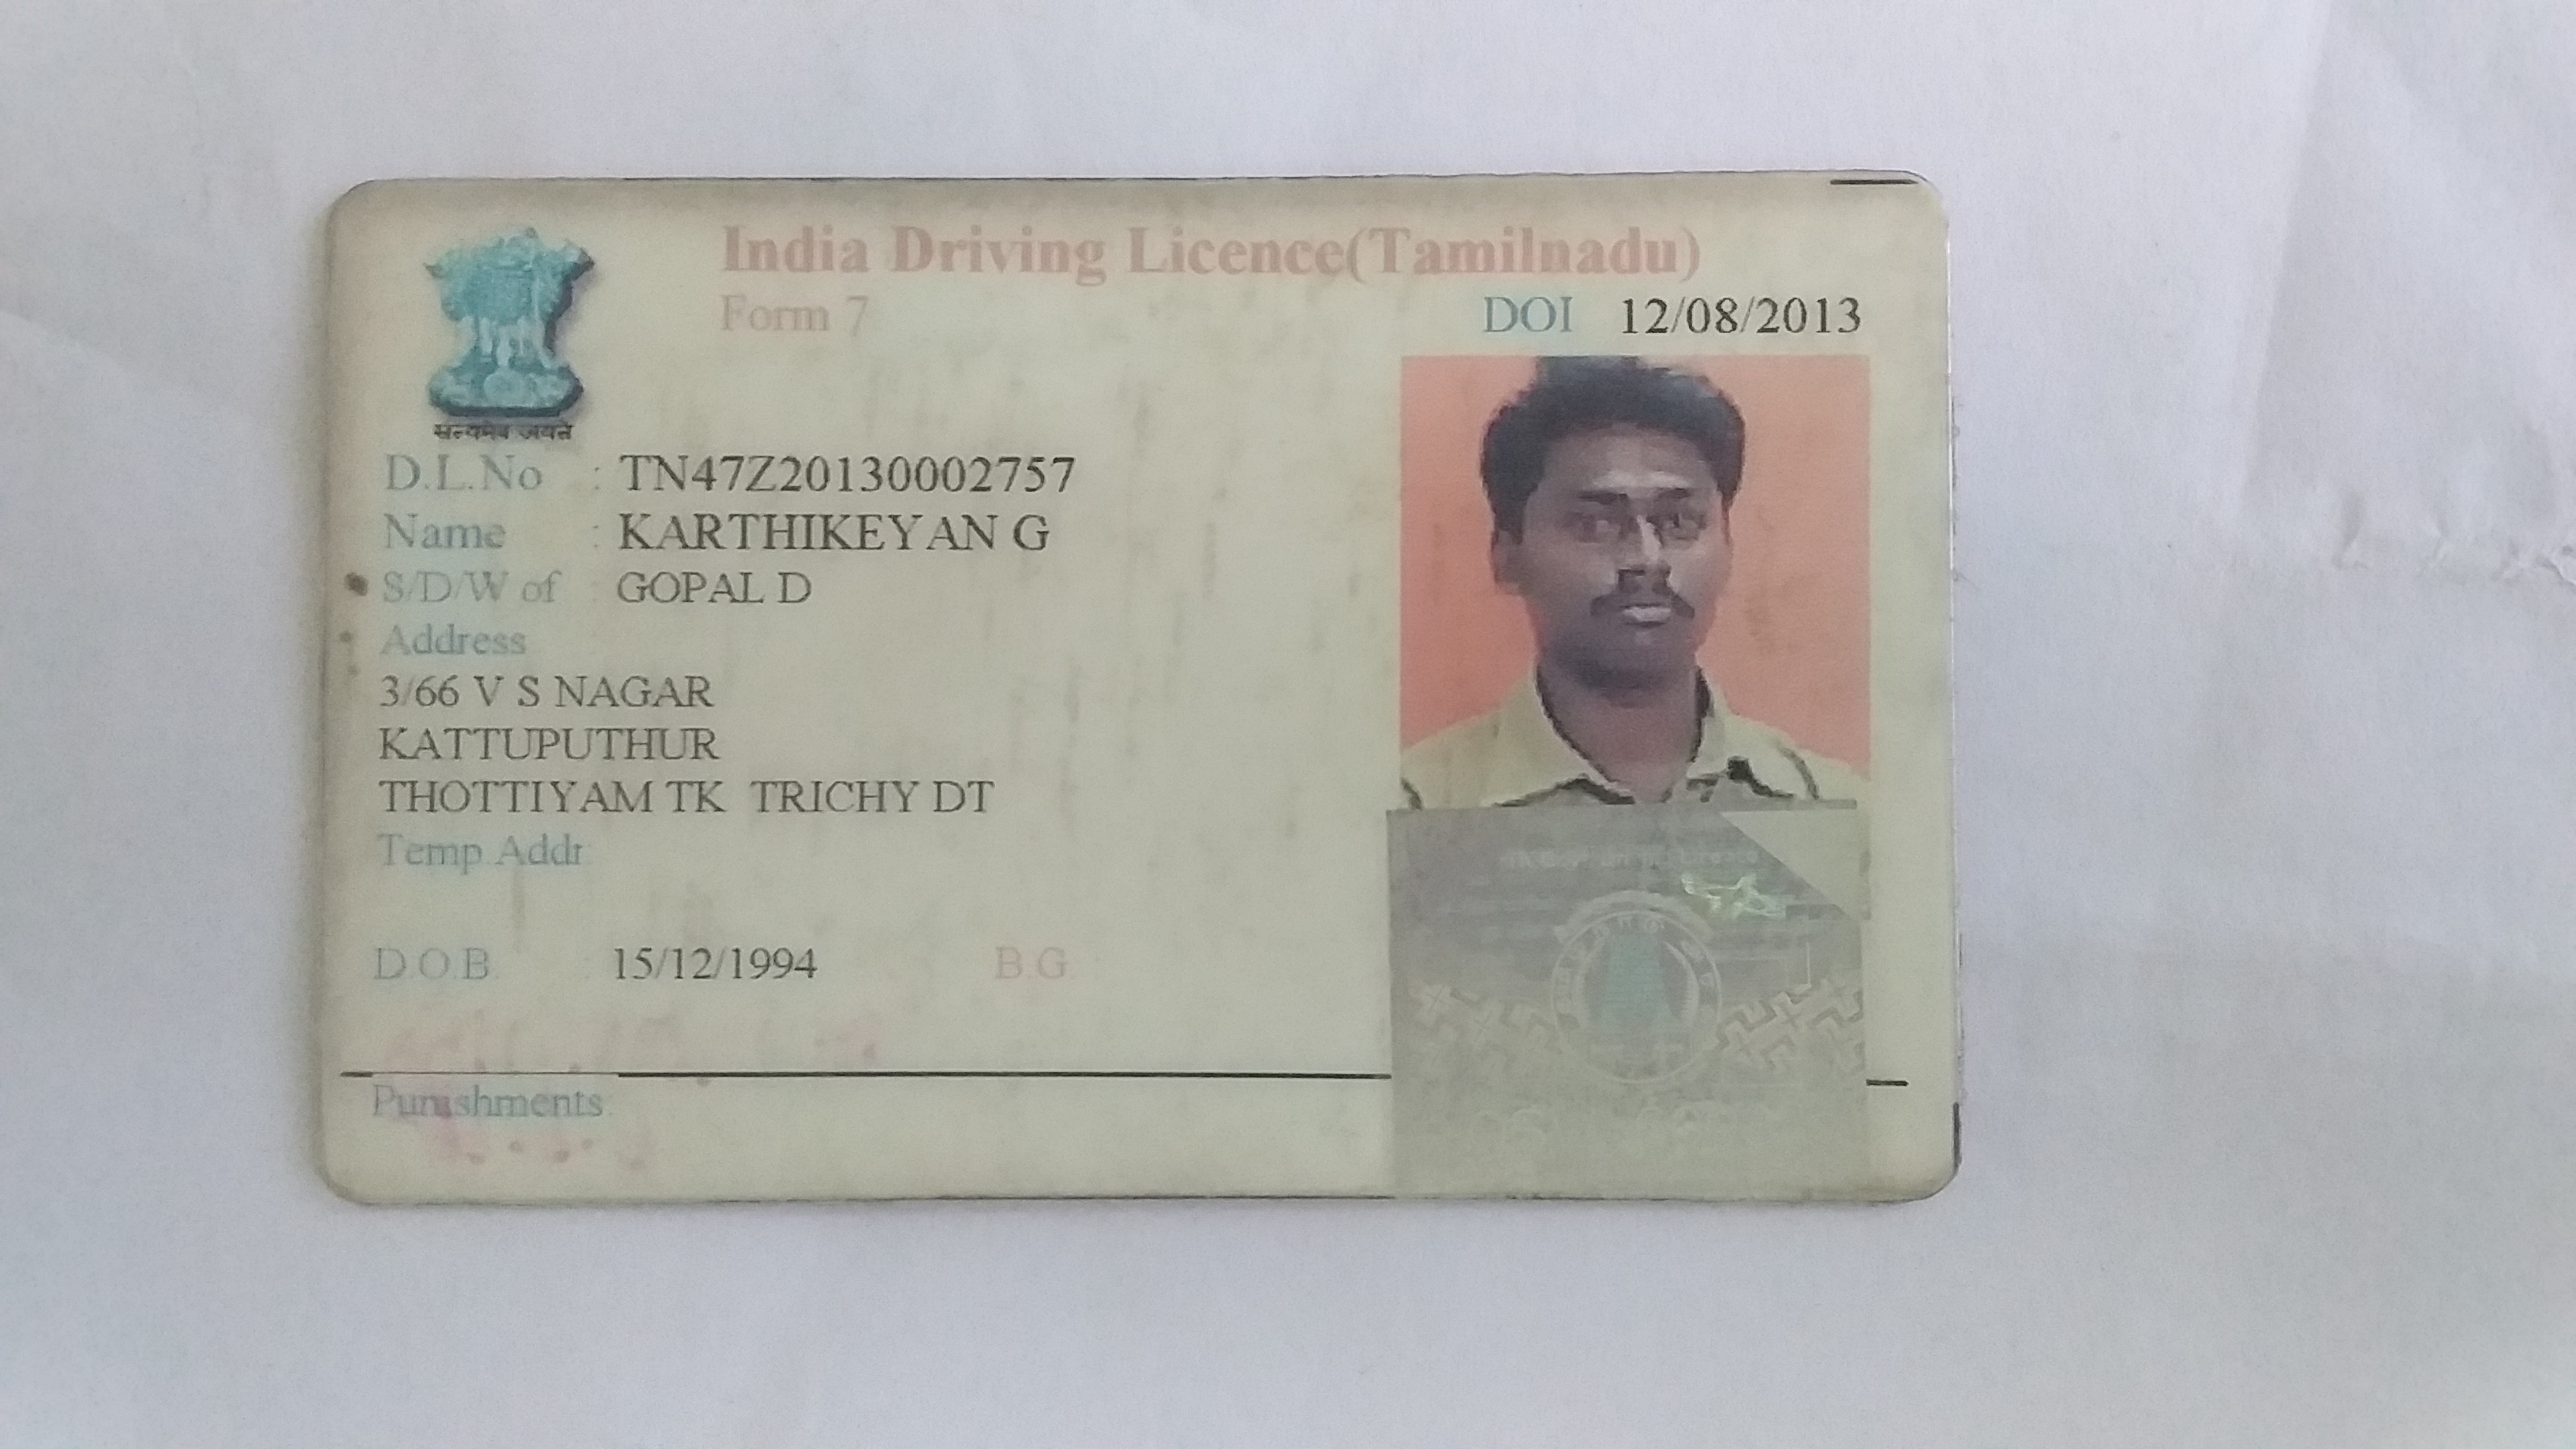 India Driving Licence(Tamilnadu)
Form 7
DOI 12/08/2013
सत्यमेव जयते
D.L.No : TN47Z20130002757
Name : KARTHIKEYAN G
S/D/W of : GOPAL D
Address
3/66 V S NAGAR
KATTUPUTHUR
THOTTIYAM TK TRICHY DT
Temp.Addr
D.O.B. : 15/12/1994 B.G
Punishments: